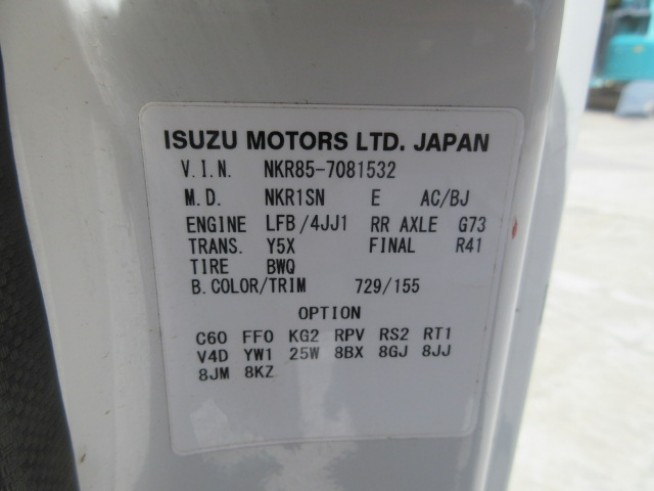 ISUZU MOTORS LTD. JAPAN
V.I.N. NKR85-7081532
M.D. NKR1SN E AC/BJ
ENGINE LFB/4JJ1 RR AXLE G73
TRANS. Y5X FINAL R41
TIRE BWQ
B.COLOR/TRIM 729/155
OPTION
C60 FF0 KG2 RPV RS2 RT1
V4D YW1 25W 8BX 8GJ 8JJ
8JM 8KZ